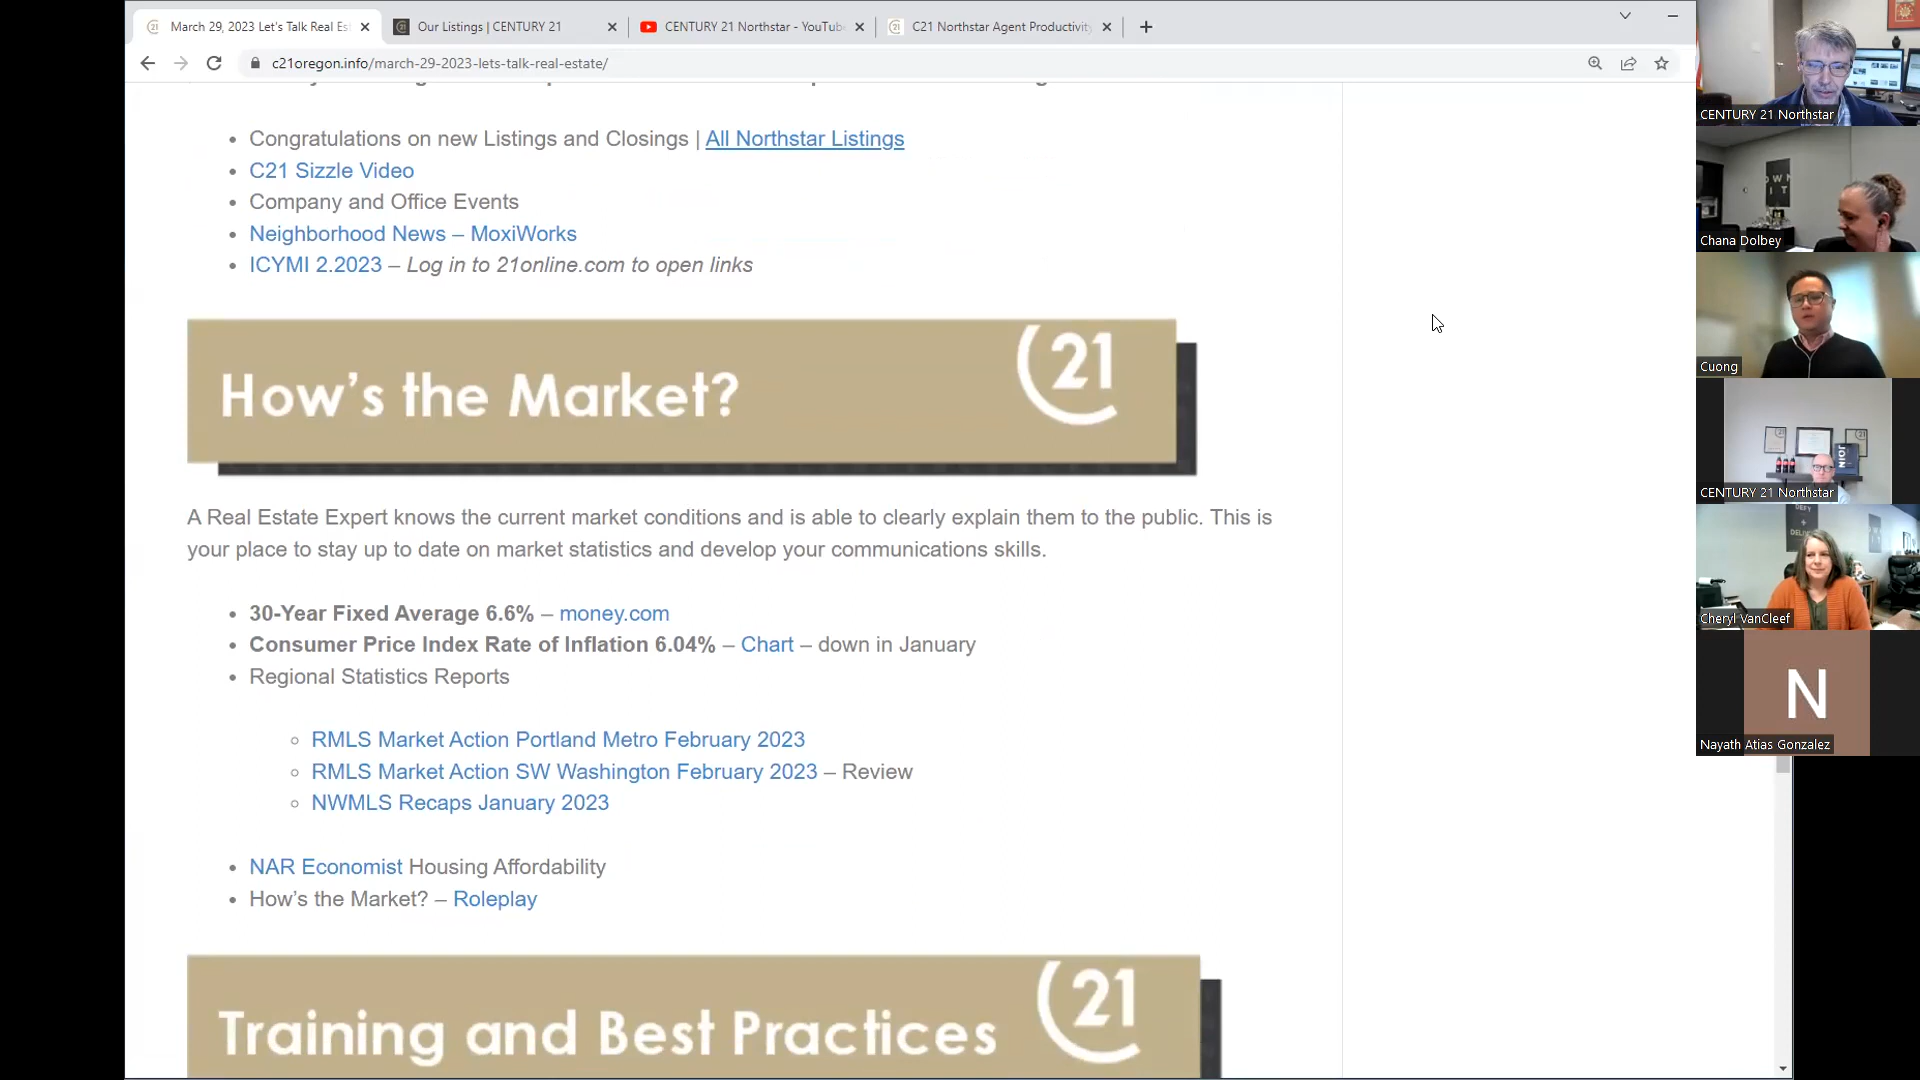 March 29, 2023 Let's Talk Real Es
Our Listings | CENTURY 21
CENTURY 21 Northstar - YouTub
C21 Northstar Agent Productivity
c21oregon.info/march-29-2023-lets-talk-real-estate/
Congratulations on new Listings and Closings | All Northstar Listings
C21 Sizzle Video
Company and Office Events
Neighborhood News – MoxiWorks
ICYMI 2.2023 – Log in to 21online.com to open links
How's the Market?
21
A Real Estate Expert knows the current market conditions and is able to clearly explain them to the public. This is
your place to stay up to date on market statistics and develop your communications skills.
30-Year Fixed Average 6.6% – money.com
Consumer Price Index Rate of Inflation 6.04% – Chart – down in January
Regional Statistics Reports
RMLS Market Action Portland Metro February 2023
RMLS Market Action SW Washington February 2023 – Review
NWMLS Recaps January 2023
NAR Economist Housing Affordability
How's the Market? – Roleplay
Training and Best Practices
21
CENTURY 21 Northstar
Chana Dolbey
Cuong
JOIN
CENTURY 21 Northstar
DEFY
+
Cheryl VanCleef
N
Nayath Atias Gonzalez